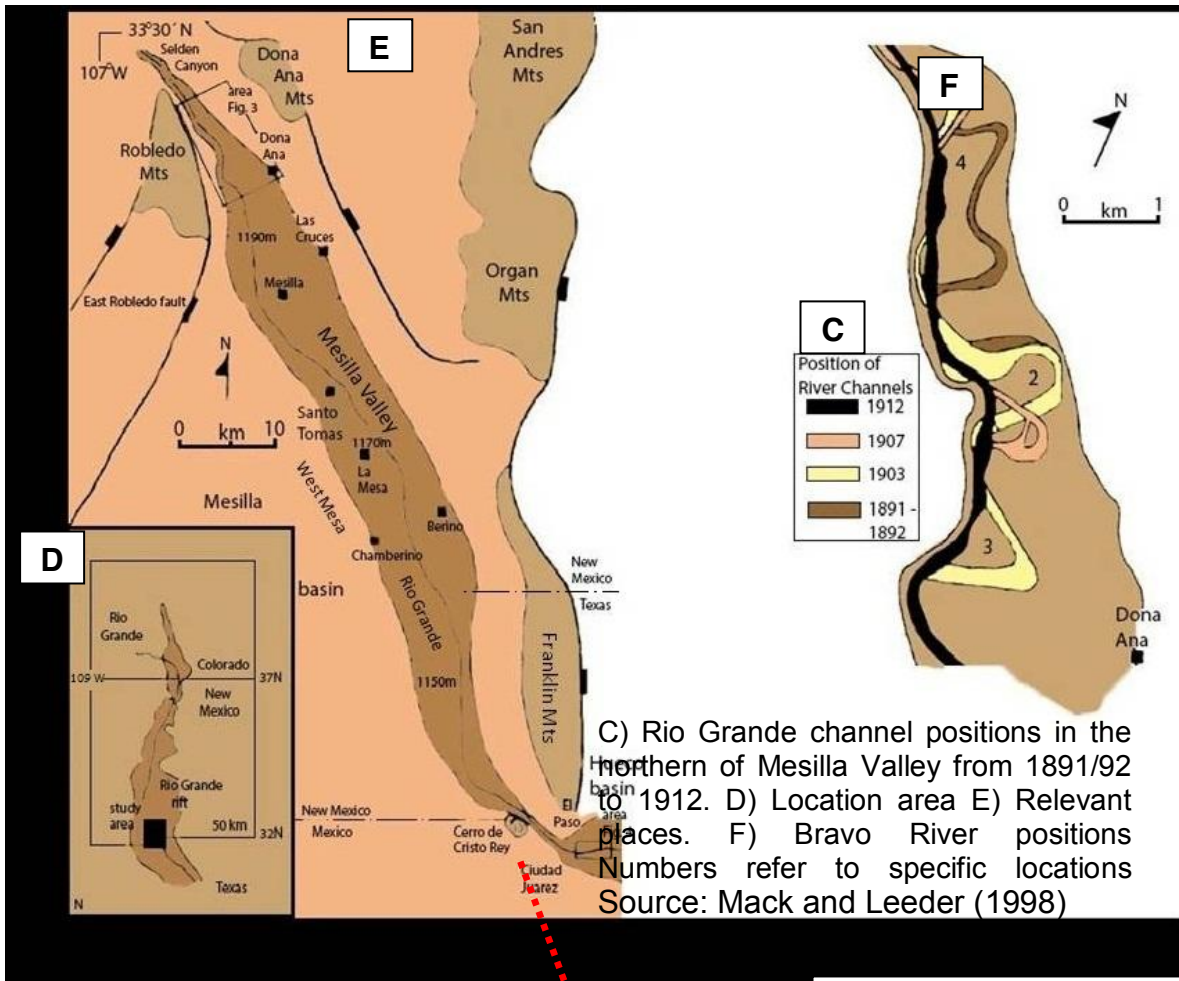 33°30´ N
107°W
Selden
Canyon
E
Dona
Ana
Mts
San
Andres
Mts
area
Fig. 3
Dona
Ana
Robledo
Mts
Las
Cruces
1190m
Mesilla
Organ
Mts
East Robledo fault
N
Mesilla Valley
0 km 10
Santo
Tomas
1170m
La
Mesa
West Mesa
Mesilla
Berino
Chamberino
basin
Rio Grande
New Mexico
Texas
1150m
Franklin Mts
Hueco
basin
El
Paso
area
New Mexico
Mexico
Cerro de
Cristo Rey
Ciudad
Juarez
D
Rio
Grande
109 W
Colorado
37N
New
Mexico
Rio Grande
rift
study
area
50 km
32N
Texas
N
F
4
N
0 km 1
C
Position of
River Channels
1912
1907
1903
1891 -
1892
2
3
Dona
Ana
C) Rio Grande channel positions in the
northern of Mesilla Valley from 1891/92
to 1912. D) Location area E) Relevant
places. F) Bravo River positions
Numbers refer to specific locations
Source: Mack and Leeder (1998)